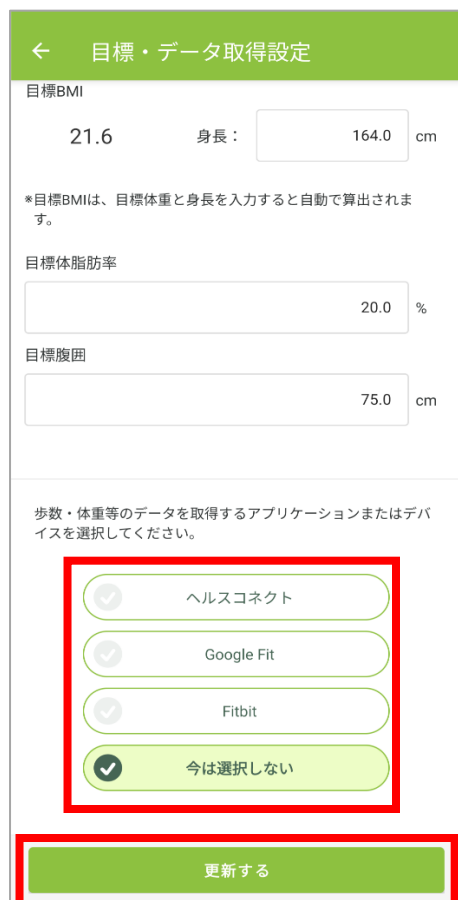 目標・データ取得設定
目標BMI
21.6 身長： 164.0 cm
※目標BMIは、目標体重と身長を入力すると自動で算出されま
す。
目標体脂肪率
20.0 %
目標腹囲
75.0 cm
歩数・体重等のデータを取得するアプリケーションまたはデバ
イスを選択してください。
ヘルスコネクト
Google Fit
Fitbit
今は選択しない
更新する